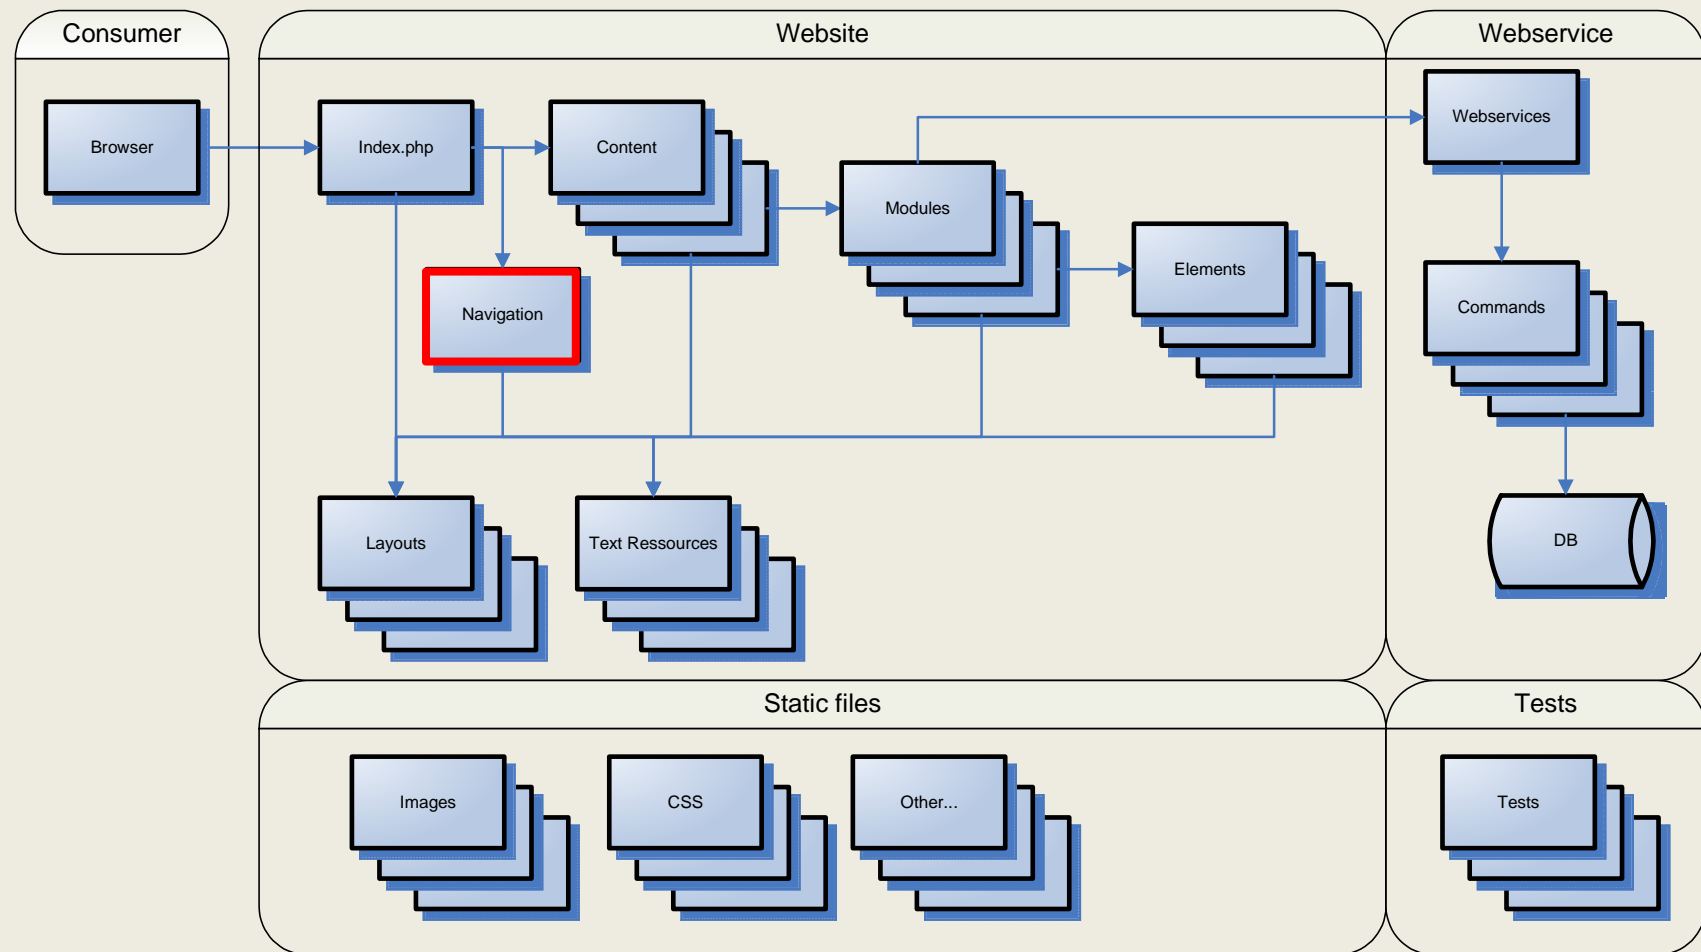 Consumer
Website
Webservice
Browser
Index.php
Content
Modules
Elements
Navigation
Webservices
Commands
Layouts
Text Ressources
DB
Static files
Tests
Images
CSS
Other...
Tests